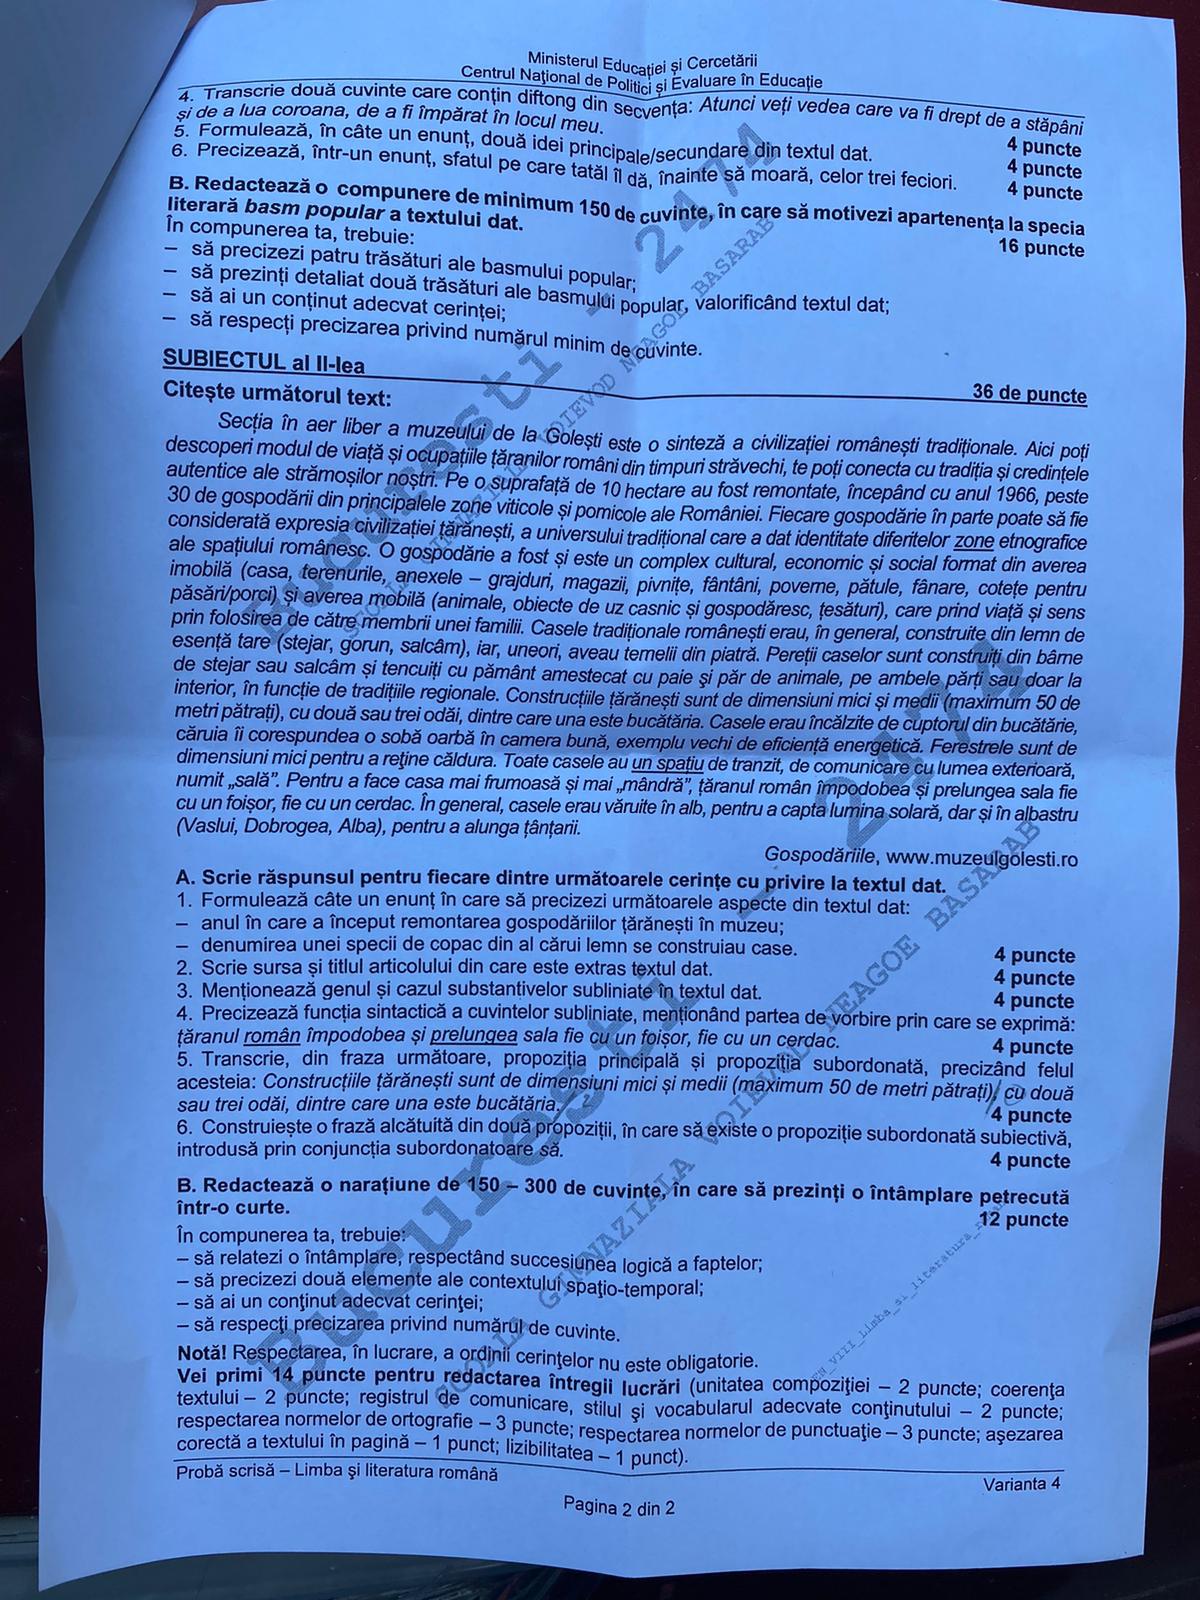 Ministerul Educației și Cercetării
Centrul Național de Politici și Evaluare în Educație
4. Transcrie două cuvinte care conțin diftong din secvența: Atunci veți vedea care va fi drept de a stăpâni
și de a lua coroana, de a fi împărat în locul meu. 4 puncte
5. Formulează, în câte un enunț, două idei principale/secundare din textul dat. 4 puncte
6. Precizează, într-un enunț, sfatul pe care tatăl îl dă, înainte să moară, celor trei feciori. 4 puncte
B. Redactează o compunere de minimum 150 de cuvinte, în care să motivezi apartenența la specia
literară basm popular a textului dat. 16 puncte
În compunerea ta, trebuie:
– să precizezi patru trăsături ale basmului popular;
– să prezinți detaliat două trăsături ale basmului popular, valorificând textul dat;
– să ai un conținut adecvat cerinței;
– să respecți precizarea privind numărul minim de cuvinte.
SUBIECTUL al II-lea 36 de puncte
Citește următorul text:
Secția în aer liber a muzeului de la Golești este o sinteză a civilizației românești tradiționale. Aici poți
descoperi modul de viață și ocupațiile țăranilor români din timpuri străvechi, te poți conecta cu tradiția și credințele
autentice ale strămoșilor noștri. Pe o suprafață de 10 hectare au fost remontate, începând cu anul 1966, peste
30 de gospodării din principalele zone viticole și pomicole ale României. Fiecare gospodărie în parte poate să fie
considerată expresia civilizației țărănești, a universului tradițional care a dat identitate diferitelor zone etnografice
ale spațiului românesc. O gospodărie a fost și este un complex cultural, economic și social format din averea
imobilă (casa, terenurile, anexele – grajduri, magazii, pivnițe, fântâni, poverne, pătule, fânare, cotețe pentru
păsări/porci) și averea mobilă (animale, obiecte de uz casnic și gospodăresc, țesături), care prind viață și sens
prin folosirea de către membrii unei familii. Casele tradiționale românești erau, în general, construite din lemn de
esență tare (stejar, gorun, salcâm), iar, uneori, aveau temelii din piatră. Pereții caselor sunt construiți din bârne
de stejar sau salcâm și tencuiți cu pământ amestecat cu paie şi păr de animale, pe ambele părți sau doar la
interior, în funcție de tradițiile regionale. Construcțiile țărănești sunt de dimensiuni mici și medii (maximum 50 de
metri pătrați), cu două sau trei odăi, dintre care una este bucătăria. Casele erau încălzite de cuptorul din bucătărie,
căruia îi corespundea o sobă oarbă în camera bună, exemplu vechi de eficiență energetică. Ferestrele sunt de
dimensiuni mici pentru a reţine căldura. Toate casele au un spațiu de tranzit, de comunicare cu lumea exterioară,
numit „sală”. Pentru a face casa mai frumoasă și mai „mândră”, țăranul român împodobea și prelungea sala fie
cu un foișor, fie cu un cerdac. În general, casele erau văruite în alb, pentru a capta lumina solară, dar și în albastru
(Vaslui, Dobrogea, Alba), pentru a alunga țânțarii.
Gospodăriile, www.muzeulgolesti.ro
A. Scrie răspunsul pentru fiecare dintre următoarele cerințe cu privire la textul dat.
1. Formulează câte un enunț în care să precizezi următoarele aspecte din textul dat:
– anul în care a început remontarea gospodăriilor țărănești în muzeu;
– denumirea unei specii de copac din al cărui lemn se construiau case. 4 puncte
2. Scrie sursa și titlul articolului din care este extras textul dat. 4 puncte
3. Menționează genul și cazul substantivelor subliniate în textul dat. 4 puncte
4. Precizează funcția sintactică a cuvintelor subliniate, menționând partea de vorbire prin care se exprimă:
țăranul român împodobea și prelungea sala fie cu un foișor, fie cu un cerdac. 4 puncte
5. Transcrie, din fraza următoare, propoziția principală și propoziția subordonată, precizând felul
acesteia: Construcțiile țărănești sunt de dimensiuni mici și medii (maximum 50 de metri pătrați), cu două
sau trei odăi, dintre care una este bucătăria. 4 puncte
6. Construiește o frază alcătuită din două propoziții, în care să existe o propoziție subordonată subiectivă,
introdusă prin conjuncția subordonatoare să. 4 puncte
B. Redactează o narațiune de 150 – 300 de cuvinte, în care să prezinți o întâmplare petrecută
într-o curte. 12 puncte
În compunerea ta, trebuie:
– să relatezi o întâmplare, respectând succesiunea logică a faptelor;
– să precizezi două elemente ale contextului spațio-temporal;
– să ai un conţinut adecvat cerinţei;
– să respecţi precizarea privind numărul de cuvinte.
Notă! Respectarea, în lucrare, a ordinii cerințelor nu este obligatorie.
Vei primi 14 puncte pentru redactarea întregii lucrări (unitatea compoziţiei – 2 puncte; coerenţa
textului – 2 puncte; registrul de comunicare, stilul şi vocabularul adecvate conţinutului – 2 puncte;
respectarea normelor de ortografie – 3 puncte; respectarea normelor de punctuaţie – 3 puncte; aşezarea
corectă a textului în pagină – 1 punct; lizibilitatea – 1 punct).
Probă scrisă – Limba şi literatura română Varianta 4
Pagina 2 din 2
Bucuresti - 2474
SCOALA GIMNAZIALA VOIEVOD NEAGOE BASARAB
Bucuresti - 2474
SCOALA GIMNAZIALA VOIEVOD NEAGOE BASARAB